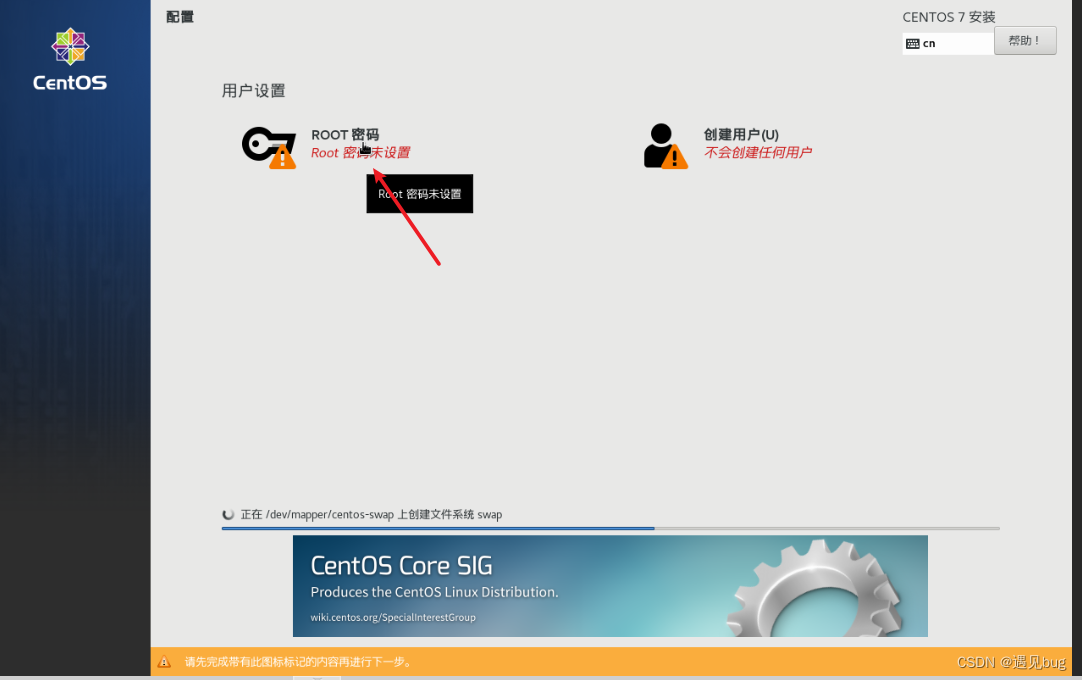 配置
CENTOS 7 安装
cn
帮助！
CentOS
用户设置
ROOT 密码
Root 密码未设置
创建用户(U)
不会创建任何用户
Root 密码未设置
正在 /dev/mapper/centos-swap 上创建文件系统 swap
CentOS Core SIG
Produces the CentOS Linux Distribution.
wiki.centos.org/SpecialInterestGroup
请先完成带有此图标标记的内容再进行下一步。
CSDN @遇见bug